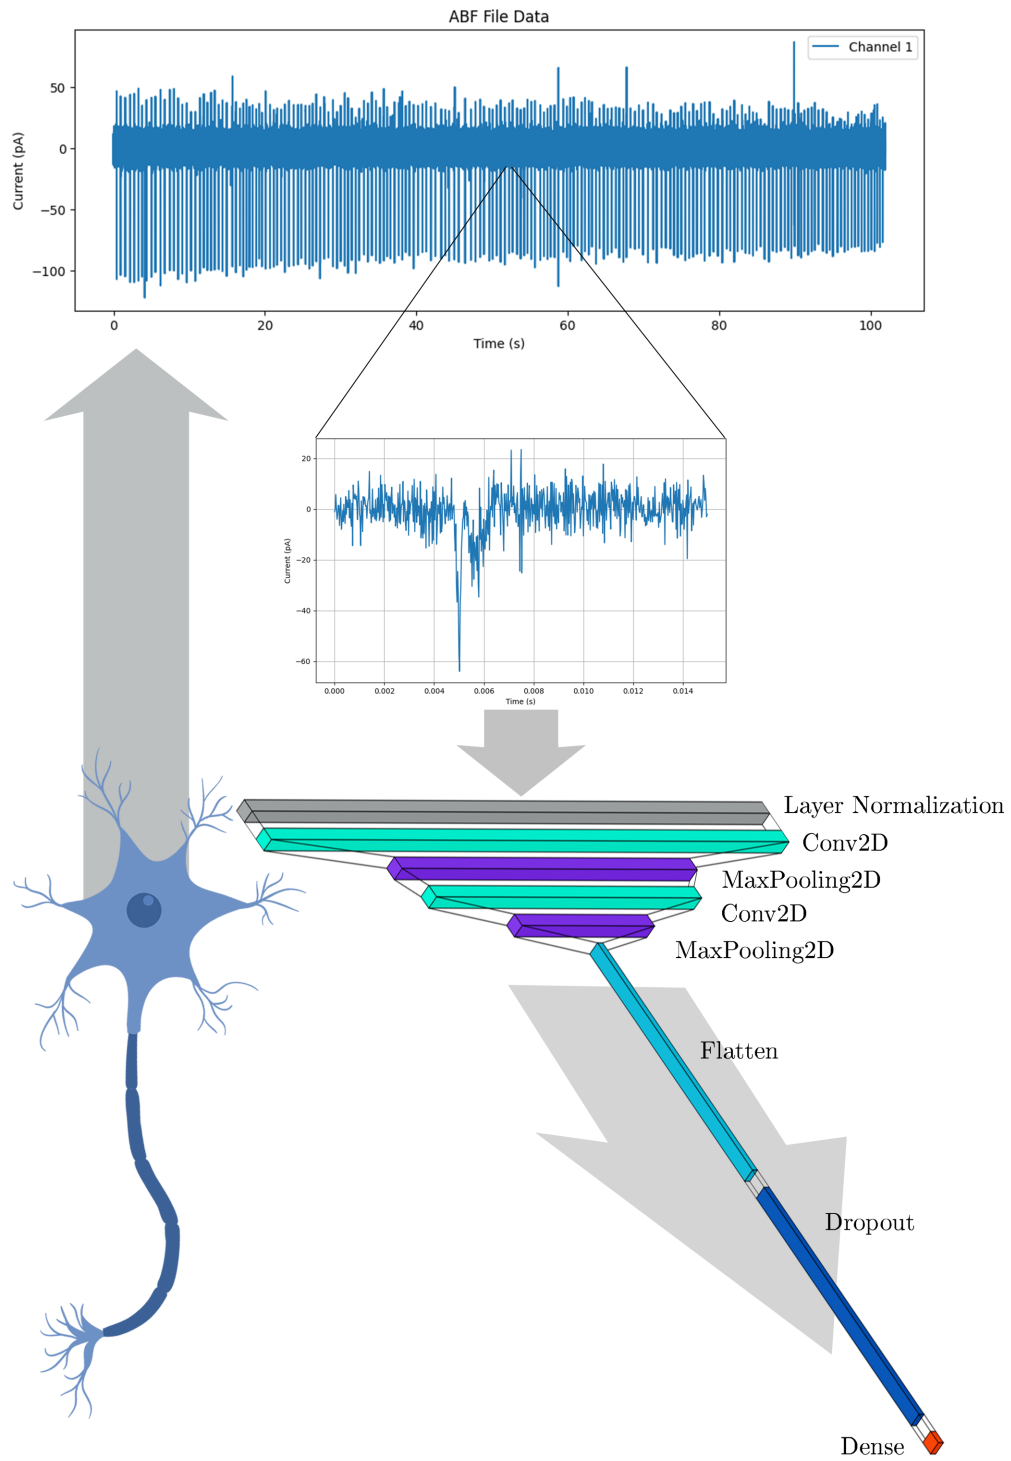 ABF File Data
Channel 1
50
0
−50
−100
Current (pA)
0 20 40 60 80 100
Time (s)
20
0
−20
−40
−60
Current (pA)
0.000 0.002 0.004 0.006 0.008 0.010 0.012 0.014
Time (s)
Layer Normalization
Conv2D
MaxPooling2D
Conv2D
MaxPooling2D
Flatten
Dropout
Dense